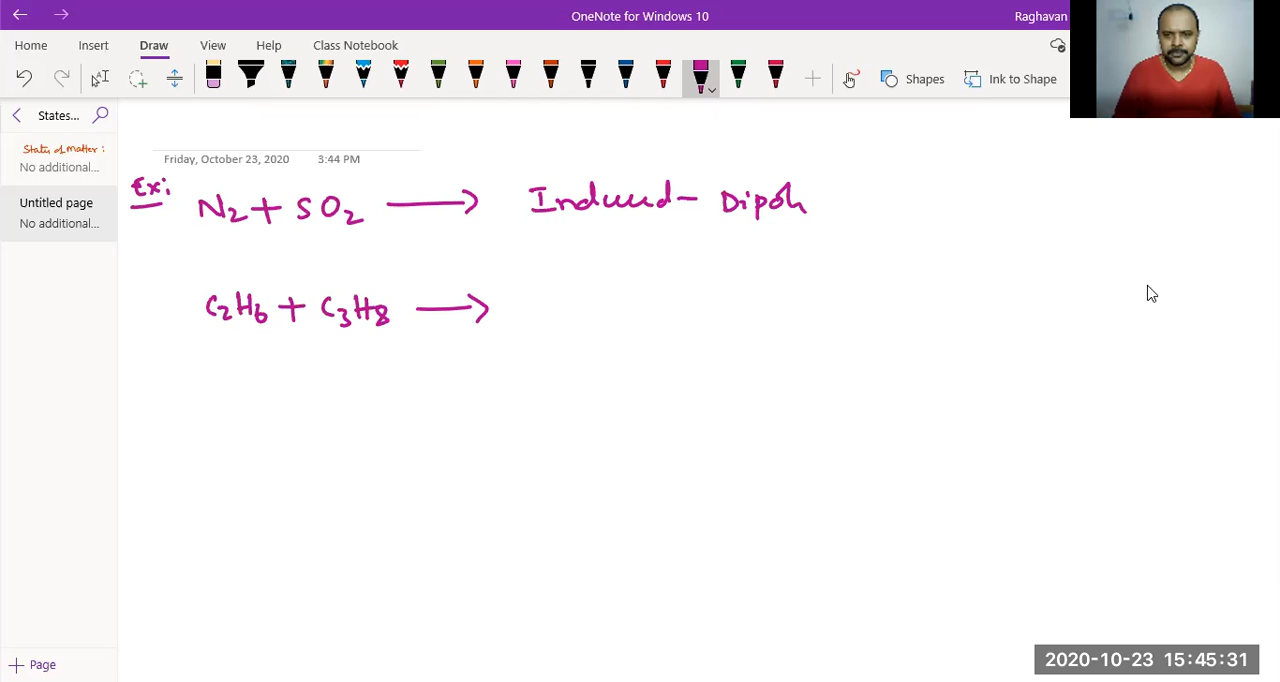 OneNote for Windows 10
Raghavan
Home Insert Draw View Help Class Notebook
Shapes Ink to Shape
States...
States of matter:
No additional...
Untitled page
No additional...
Friday, October 23, 2020 3:44 PM
Ex:
N2 + SO2 ⟶ Induced - Dipole
C2H6 + C3H8 ⟶
Page
2020-10-23 15:45:31